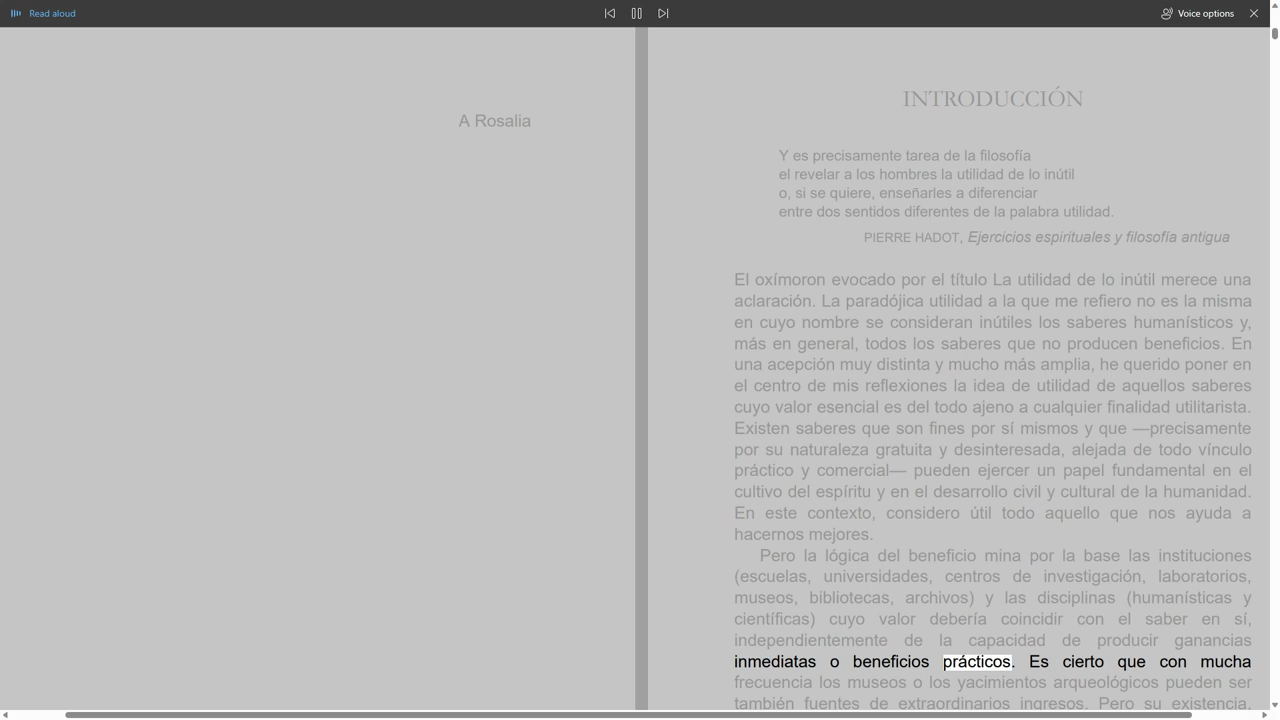 Read aloud
Voice options
A Rosalia
INTRODUCCIÓN
Y es precisamente tarea de la filosofía
el revelar a los hombres la utilidad de lo inútil
o, si se quiere, enseñarles a diferenciar
entre dos sentidos diferentes de la palabra utilidad.
PIERRE HADOT, Ejercicios espirituales y filosofía antigua
El oxímoron evocado por el título La utilidad de lo inútil merece una
aclaración. La paradójica utilidad a la que me refiero no es la misma
en cuyo nombre se consideran inútiles los saberes humanísticos y,
más en general, todos los saberes que no producen beneficios. En
una acepción muy distinta y mucho más amplia, he querido poner en
el centro de mis reflexiones la idea de utilidad de aquellos saberes
cuyo valor esencial es del todo ajeno a cualquier finalidad utilitarista.
Existen saberes que son fines por sí mismos y que —precisamente
por su naturaleza gratuita y desinteresada, alejada de todo vínculo
práctico y comercial— pueden ejercer un papel fundamental en el
cultivo del espíritu y en el desarrollo civil y cultural de la humanidad.
En este contexto, considero útil todo aquello que nos ayuda a
hacernos mejores.
Pero la lógica del beneficio mina por la base las instituciones
(escuelas, universidades, centros de investigación, laboratorios,
museos, bibliotecas, archivos) y las disciplinas (humanísticas y
científicas) cuyo valor debería coincidir con el saber en sí,
independientemente de la capacidad de producir ganancias
inmediatas o beneficios prácticos. Es cierto que con mucha
frecuencia los museos o los yacimientos arqueológicos pueden ser
también fuentes de extraordinarios ingresos. Pero su existencia,